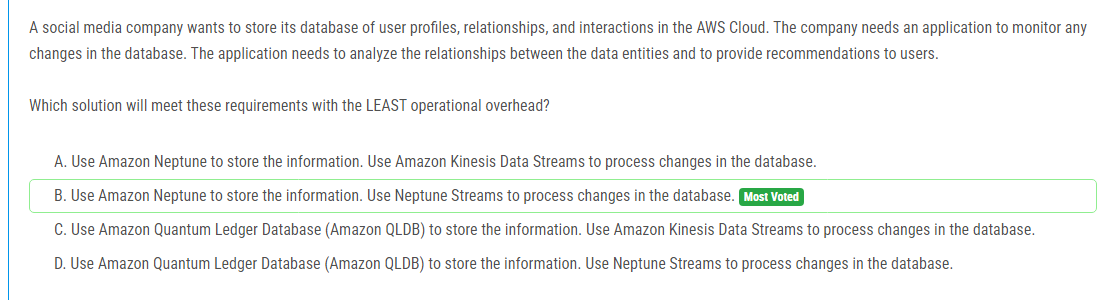 A social media company wants to store its database of user profiles, relationships, and interactions in the AWS Cloud. The company needs an application to monitor any
changes in the database. The application needs to analyze the relationships between the data entities and to provide recommendations to users.
Which solution will meet these requirements with the LEAST operational overhead?
A. Use Amazon Neptune to store the information. Use Amazon Kinesis Data Streams to process changes in the database.
B. Use Amazon Neptune to store the information. Use Neptune Streams to process changes in the database. Most Voted
C. Use Amazon Quantum Ledger Database (Amazon QLDB) to store the information. Use Amazon Kinesis Data Streams to process changes in the database.
D. Use Amazon Quantum Ledger Database (Amazon QLDB) to store the information. Use Neptune Streams to process changes in the database.